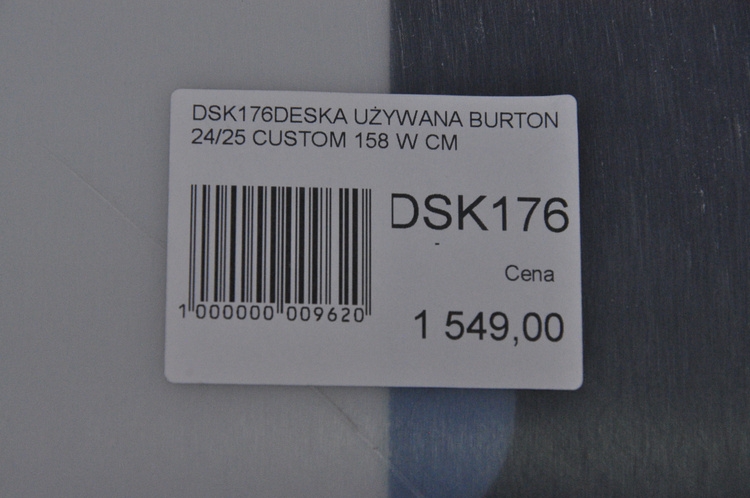 DSK176DESKA UŻYWANA BURTON
24/25 CUSTOM 158 W CM
DSK176
-
Cena
1 549,00
1 000000 009620